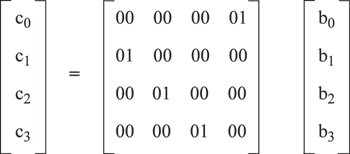 c₀ 00 00 00 01 b₀
c₁ 01 00 00 00 b₁
=
c₂ 00 01 00 00 b₂
c₃ 00 00 01 00 b₃